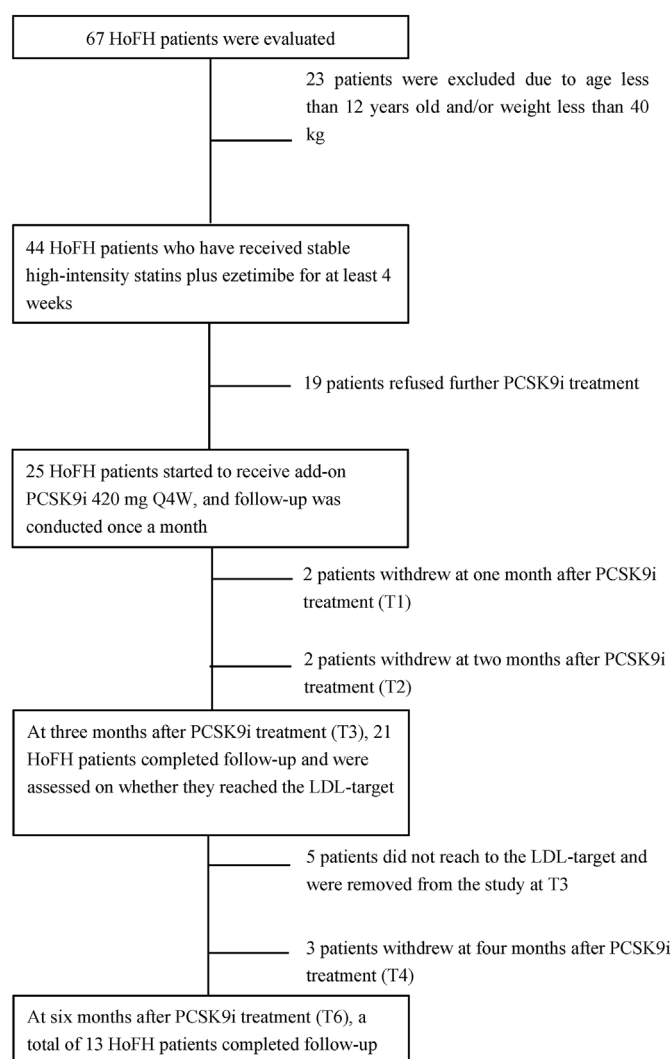 67 HoFH patients were evaluated
23 patients were excluded due to age less
than 12 years old and/or weight less than 40
kg
44 HoFH patients who have received stable
high-intensity statins plus ezetimibe for at least 4
weeks
19 patients refused further PCSK9i treatment
25 HoFH patients started to receive add-on
PCSK9i 420 mg Q4W, and follow-up was
conducted once a month
2 patients withdrew at one month after PCSK9i
treatment (T1)
2 patients withdrew at two months after PCSK9i
treatment (T2)
At three months after PCSK9i treatment (T3), 21
HoFH patients completed follow-up and were
assessed on whether they reached the LDL-target
5 patients did not reach to the LDL-target and
were removed from the study at T3
3 patients withdrew at four months after PCSK9i
treatment (T4)
At six months after PCSK9i treatment (T6), a
total of 13 HoFH patients completed follow-up